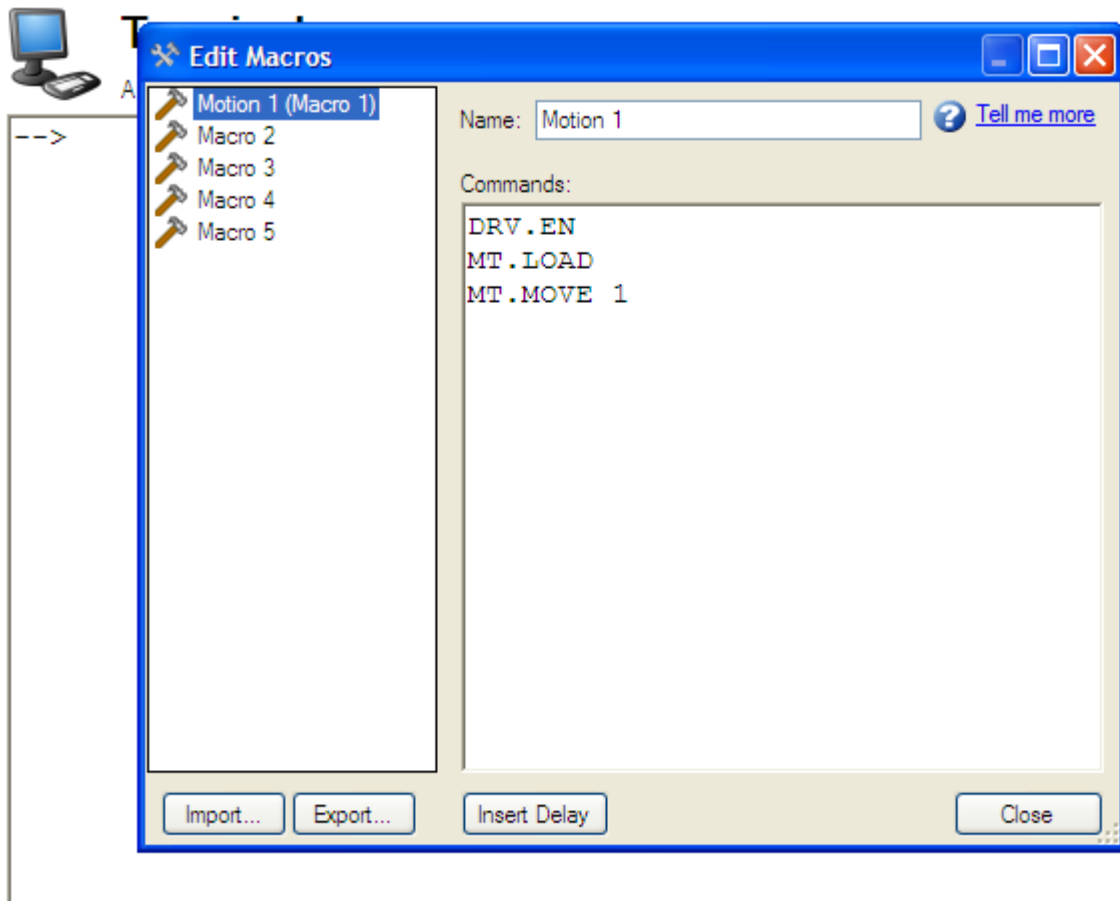 Edit Macros
A
-->
Motion 1 (Macro 1)
Macro 2
Macro 3
Macro 4
Macro 5
Name: Motion 1
Tell me more
Commands:
DRV.EN
MT.LOAD
MT.MOVE 1
Import...
Export...
Insert Delay
Close